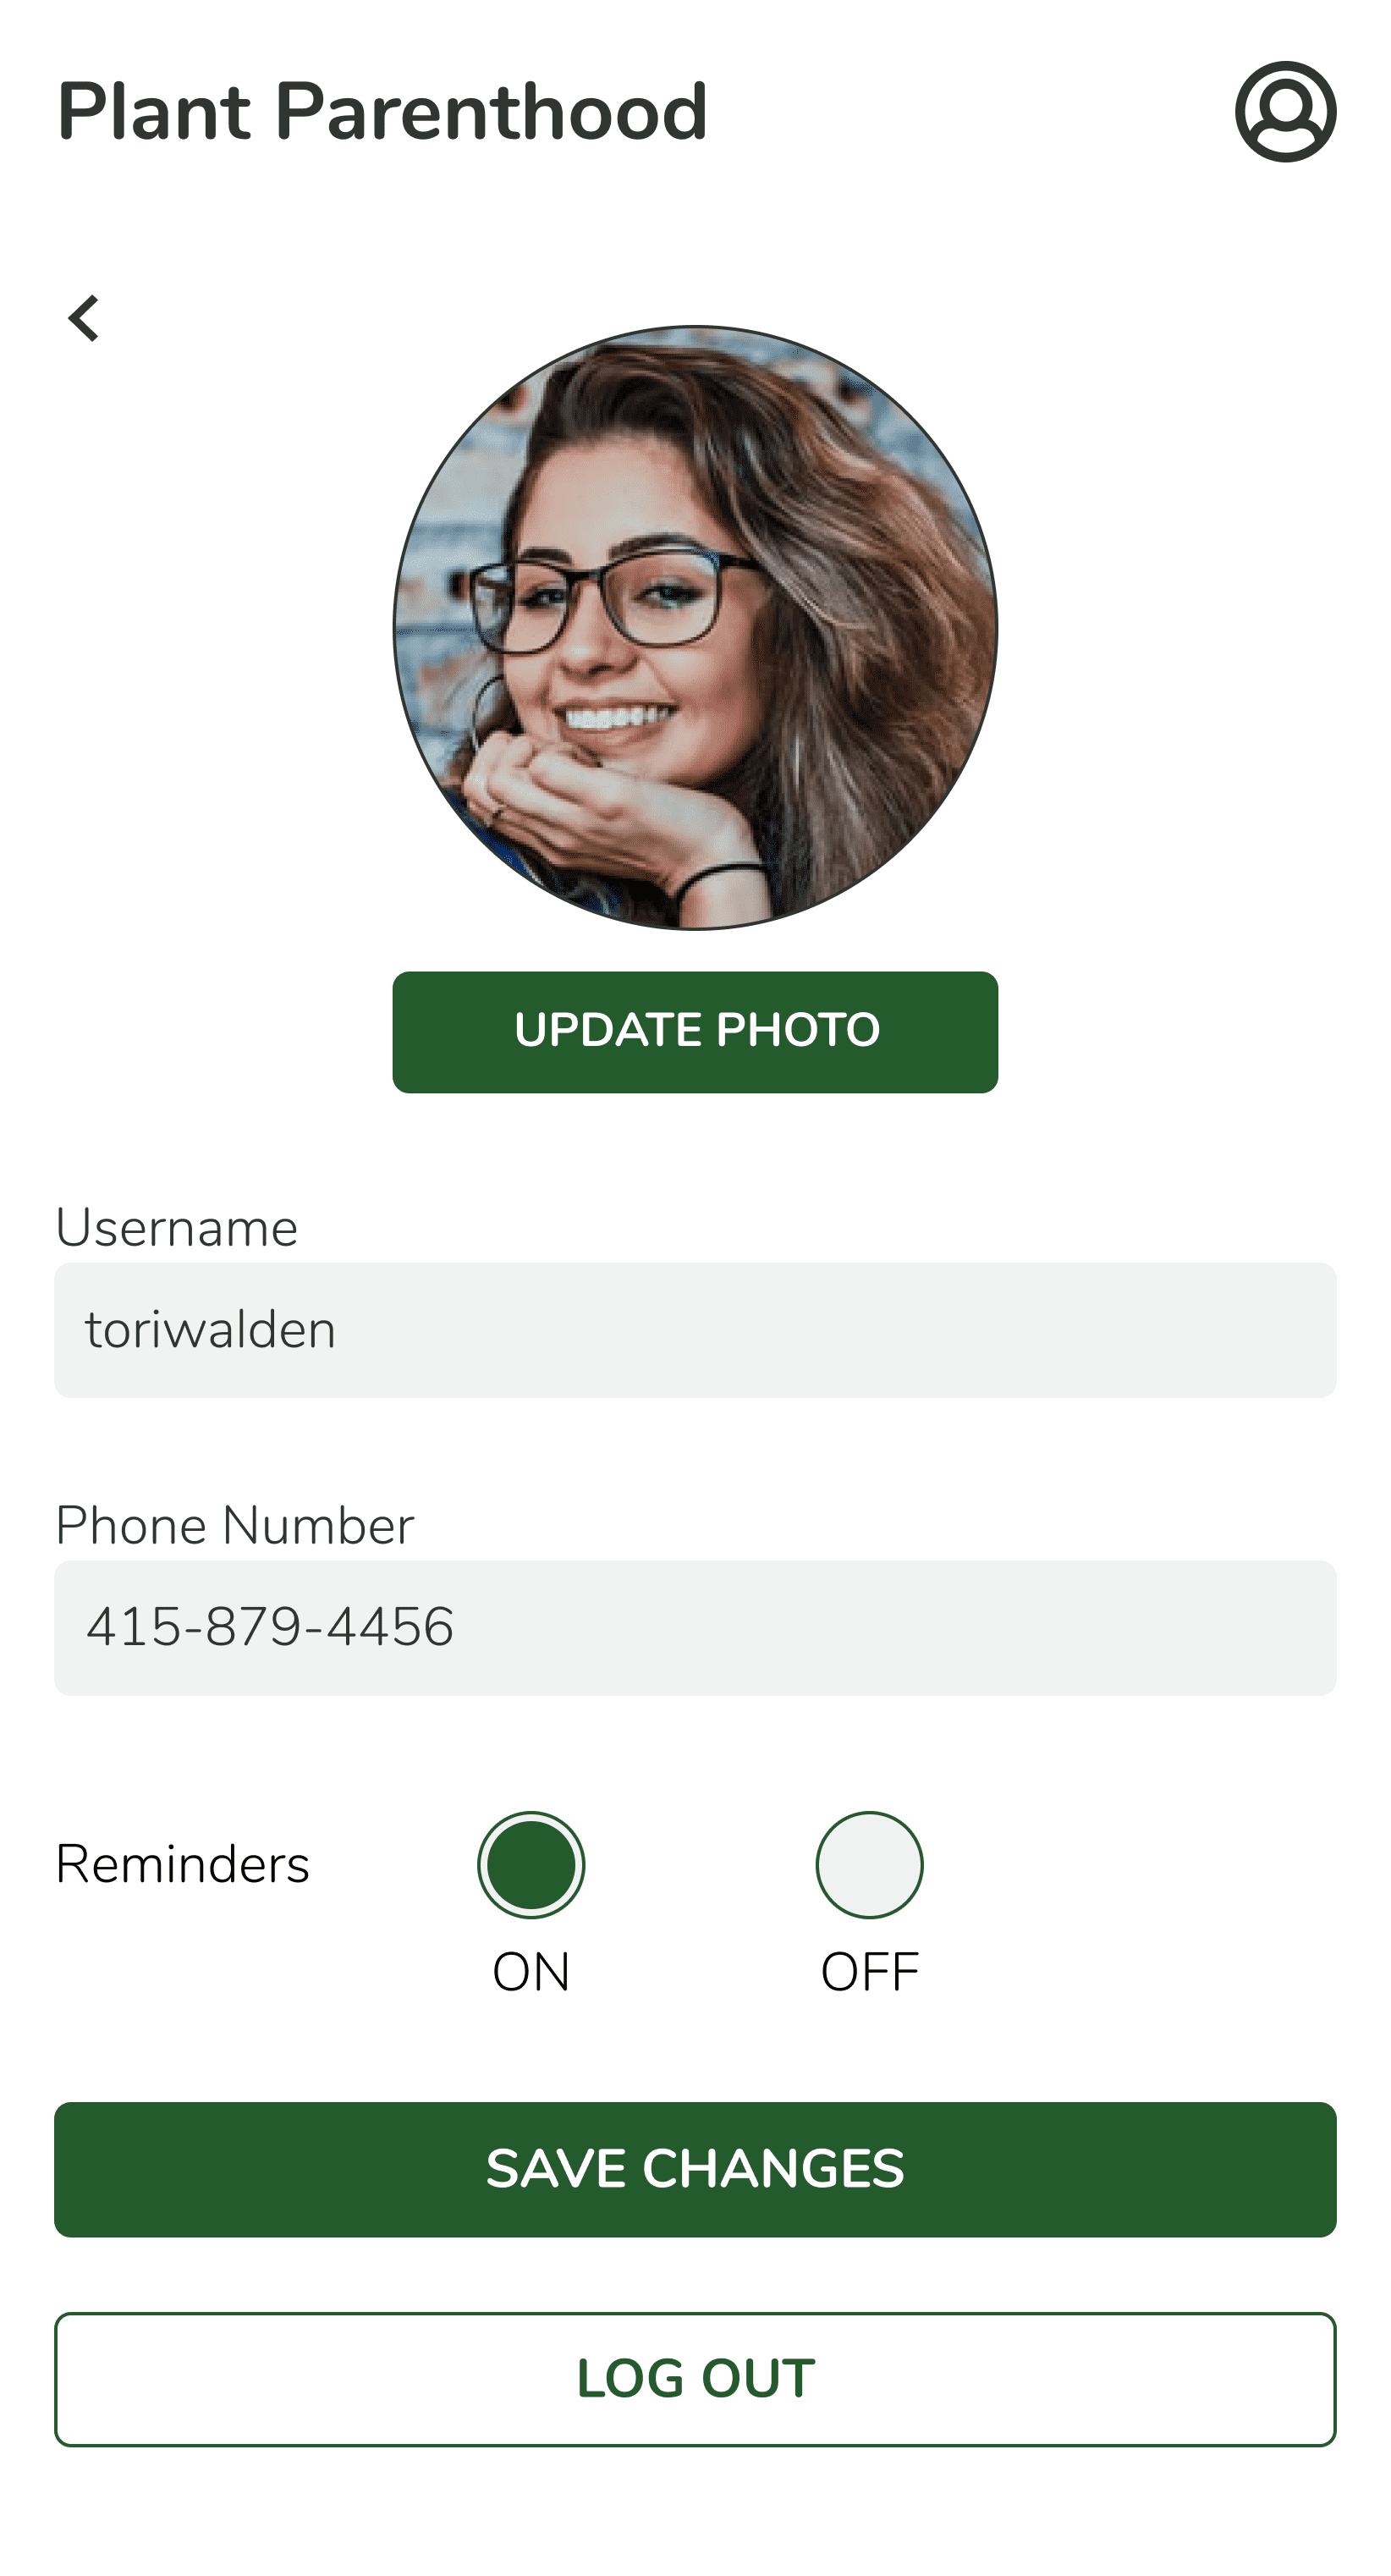 Plant Parenthood
UPDATE PHOTO
Username
toriwalden
Phone Number
415-879-4456
Reminders
ON
OFF
SAVE CHANGES
LOG OUT